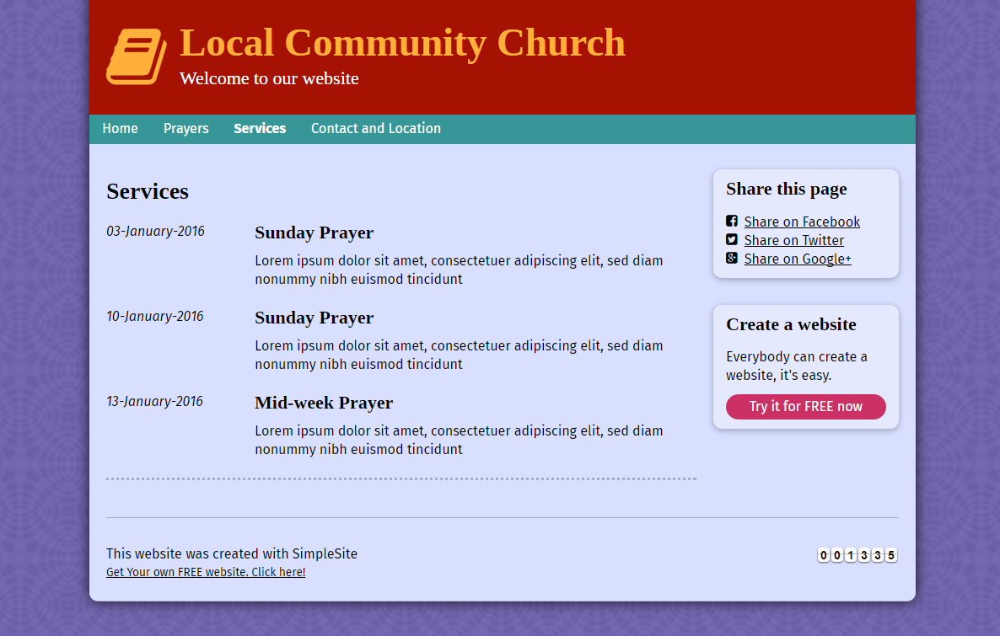 Local Community Church
Welcome to our website
Home Prayers Services Contact and Location
Services
03-January-2016
Sunday Prayer
Lorem ipsum dolor sit amet, consectetuer adipiscing elit, sed diam
nonummy nibh euismod tincidunt
10-January-2016
Sunday Prayer
Lorem ipsum dolor sit amet, consectetuer adipiscing elit, sed diam
nonummy nibh euismod tincidunt
13-January-2016
Mid-week Prayer
Lorem ipsum dolor sit amet, consectetuer adipiscing elit, sed diam
nonummy nibh euismod tincidunt
Share this page
Share on Facebook
Share on Twitter
Share on Google+
Create a website
Everybody can create a
website, it's easy.
Try it for FREE now
This website was created with SimpleSite
Get Your own FREE website. Click here!
001335